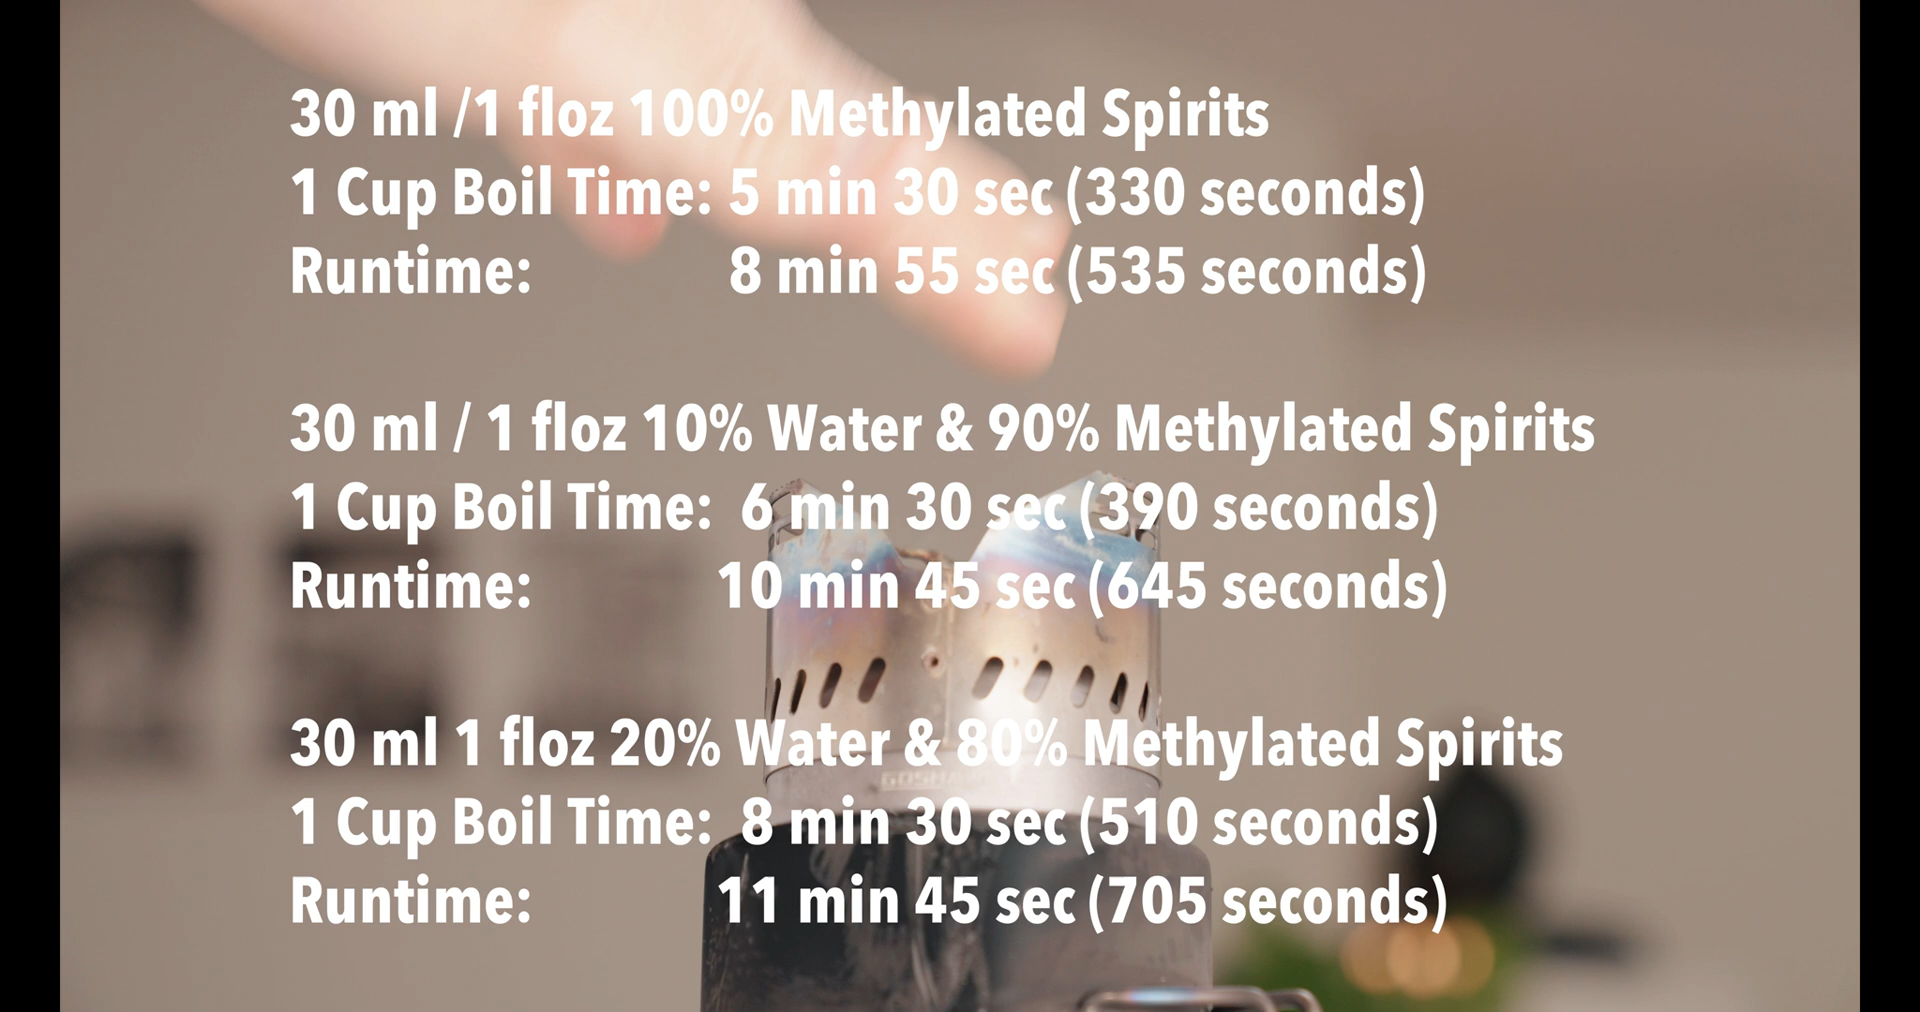 30 ml /1 floz 100% Methylated Spirits
1 Cup Boil Time: 5 min 30 sec (330 seconds)
Runtime: 8 min 55 sec (535 seconds)
30 ml / 1 floz 10% Water & 90% Methylated Spirits
1 Cup Boil Time: 6 min 30 sec (390 seconds)
Runtime: 10 min 45 sec (645 seconds)
30 ml 1 floz 20% Water & 80% Methylated Spirits
1 Cup Boil Time: 8 min 30 sec (510 seconds)
Runtime: 11 min 45 sec (705 seconds)